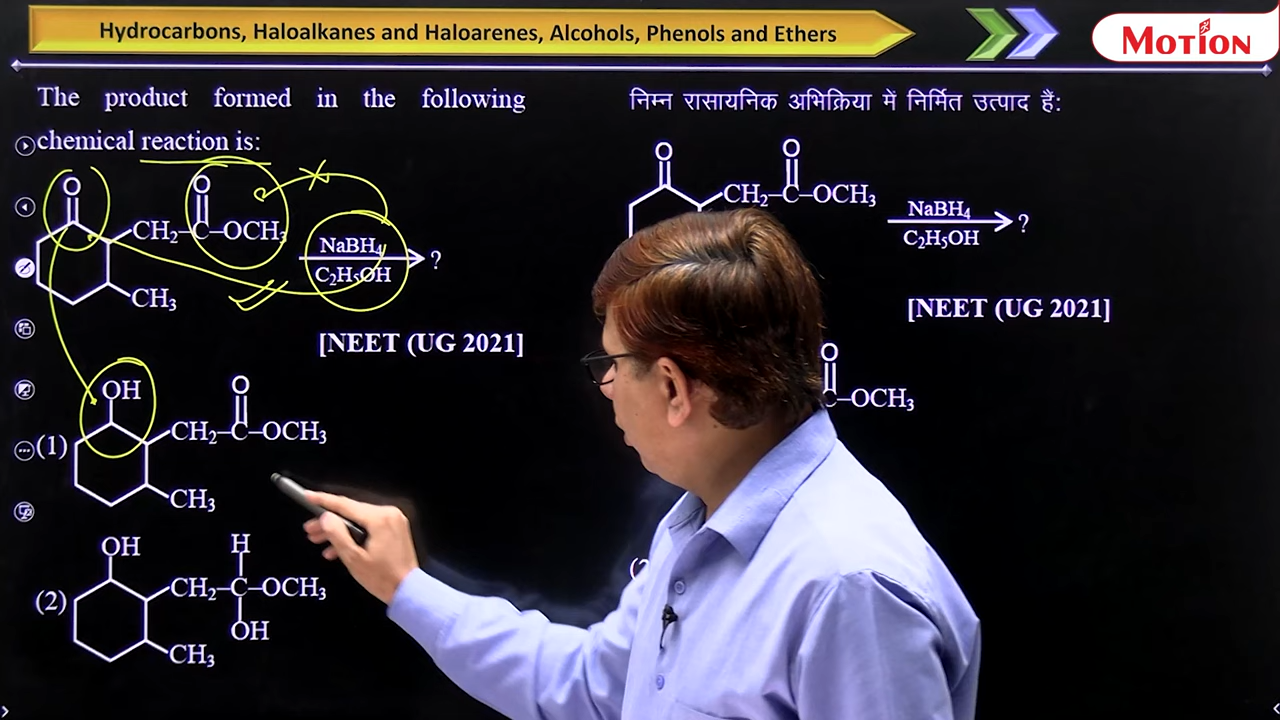 Hydrocarbons, Haloalkanes and Haloarenes, Alcohols, Phenols and Ethers
MOTION
The product formed in the following
chemical reaction is:
O
O
CH₂–C–OCH₃
CH₃
NaBH₄
C₂H₅OH
?
[NEET (UG 2021]
(1)
OH
O
CH₂–C–OCH₃
CH₃
(2)
OH
H
CH₂–C–OCH₃
OH
CH₃
निम्न रासायनिक अभिक्रिया में निर्मित उत्पाद हैं:
O
O
CH₂–C–OCH₃
NaBH₄
C₂H₅OH
?
[NEET (UG 2021]
O
C–OCH₃